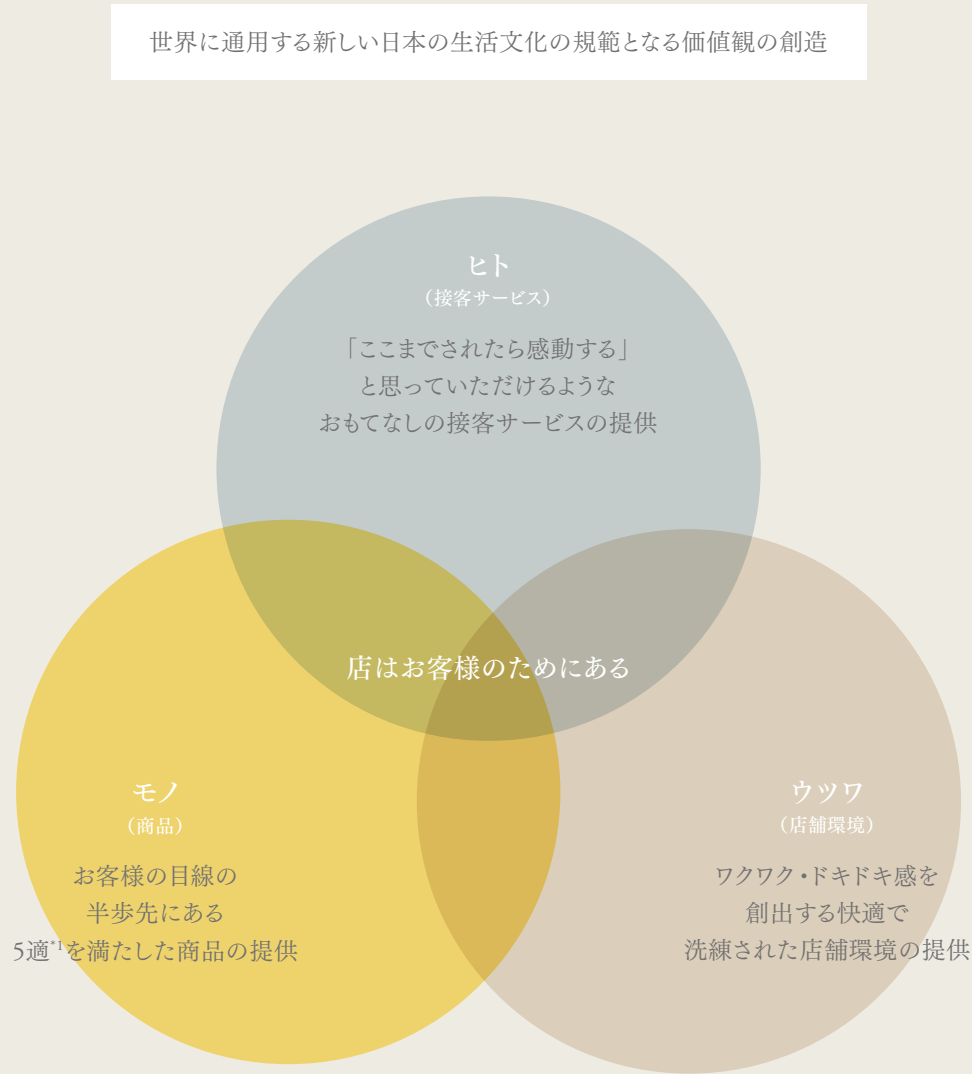 世界に通用する新しい日本の生活文化の規範となる価値観の創造
ヒト
（接客サービス）
「ここまでされたら感動する」
と思っていただけるような
おもてなしの接客サービスの提供
店はお客様のためにある
モノ
（商品）
お客様の目線の
半歩先にある
5適*1を満たした商品の提供
ウツワ
（店舗環境）
ワクワク・ドキドキ感を
創出する快適で
洗練された店舗環境の提供